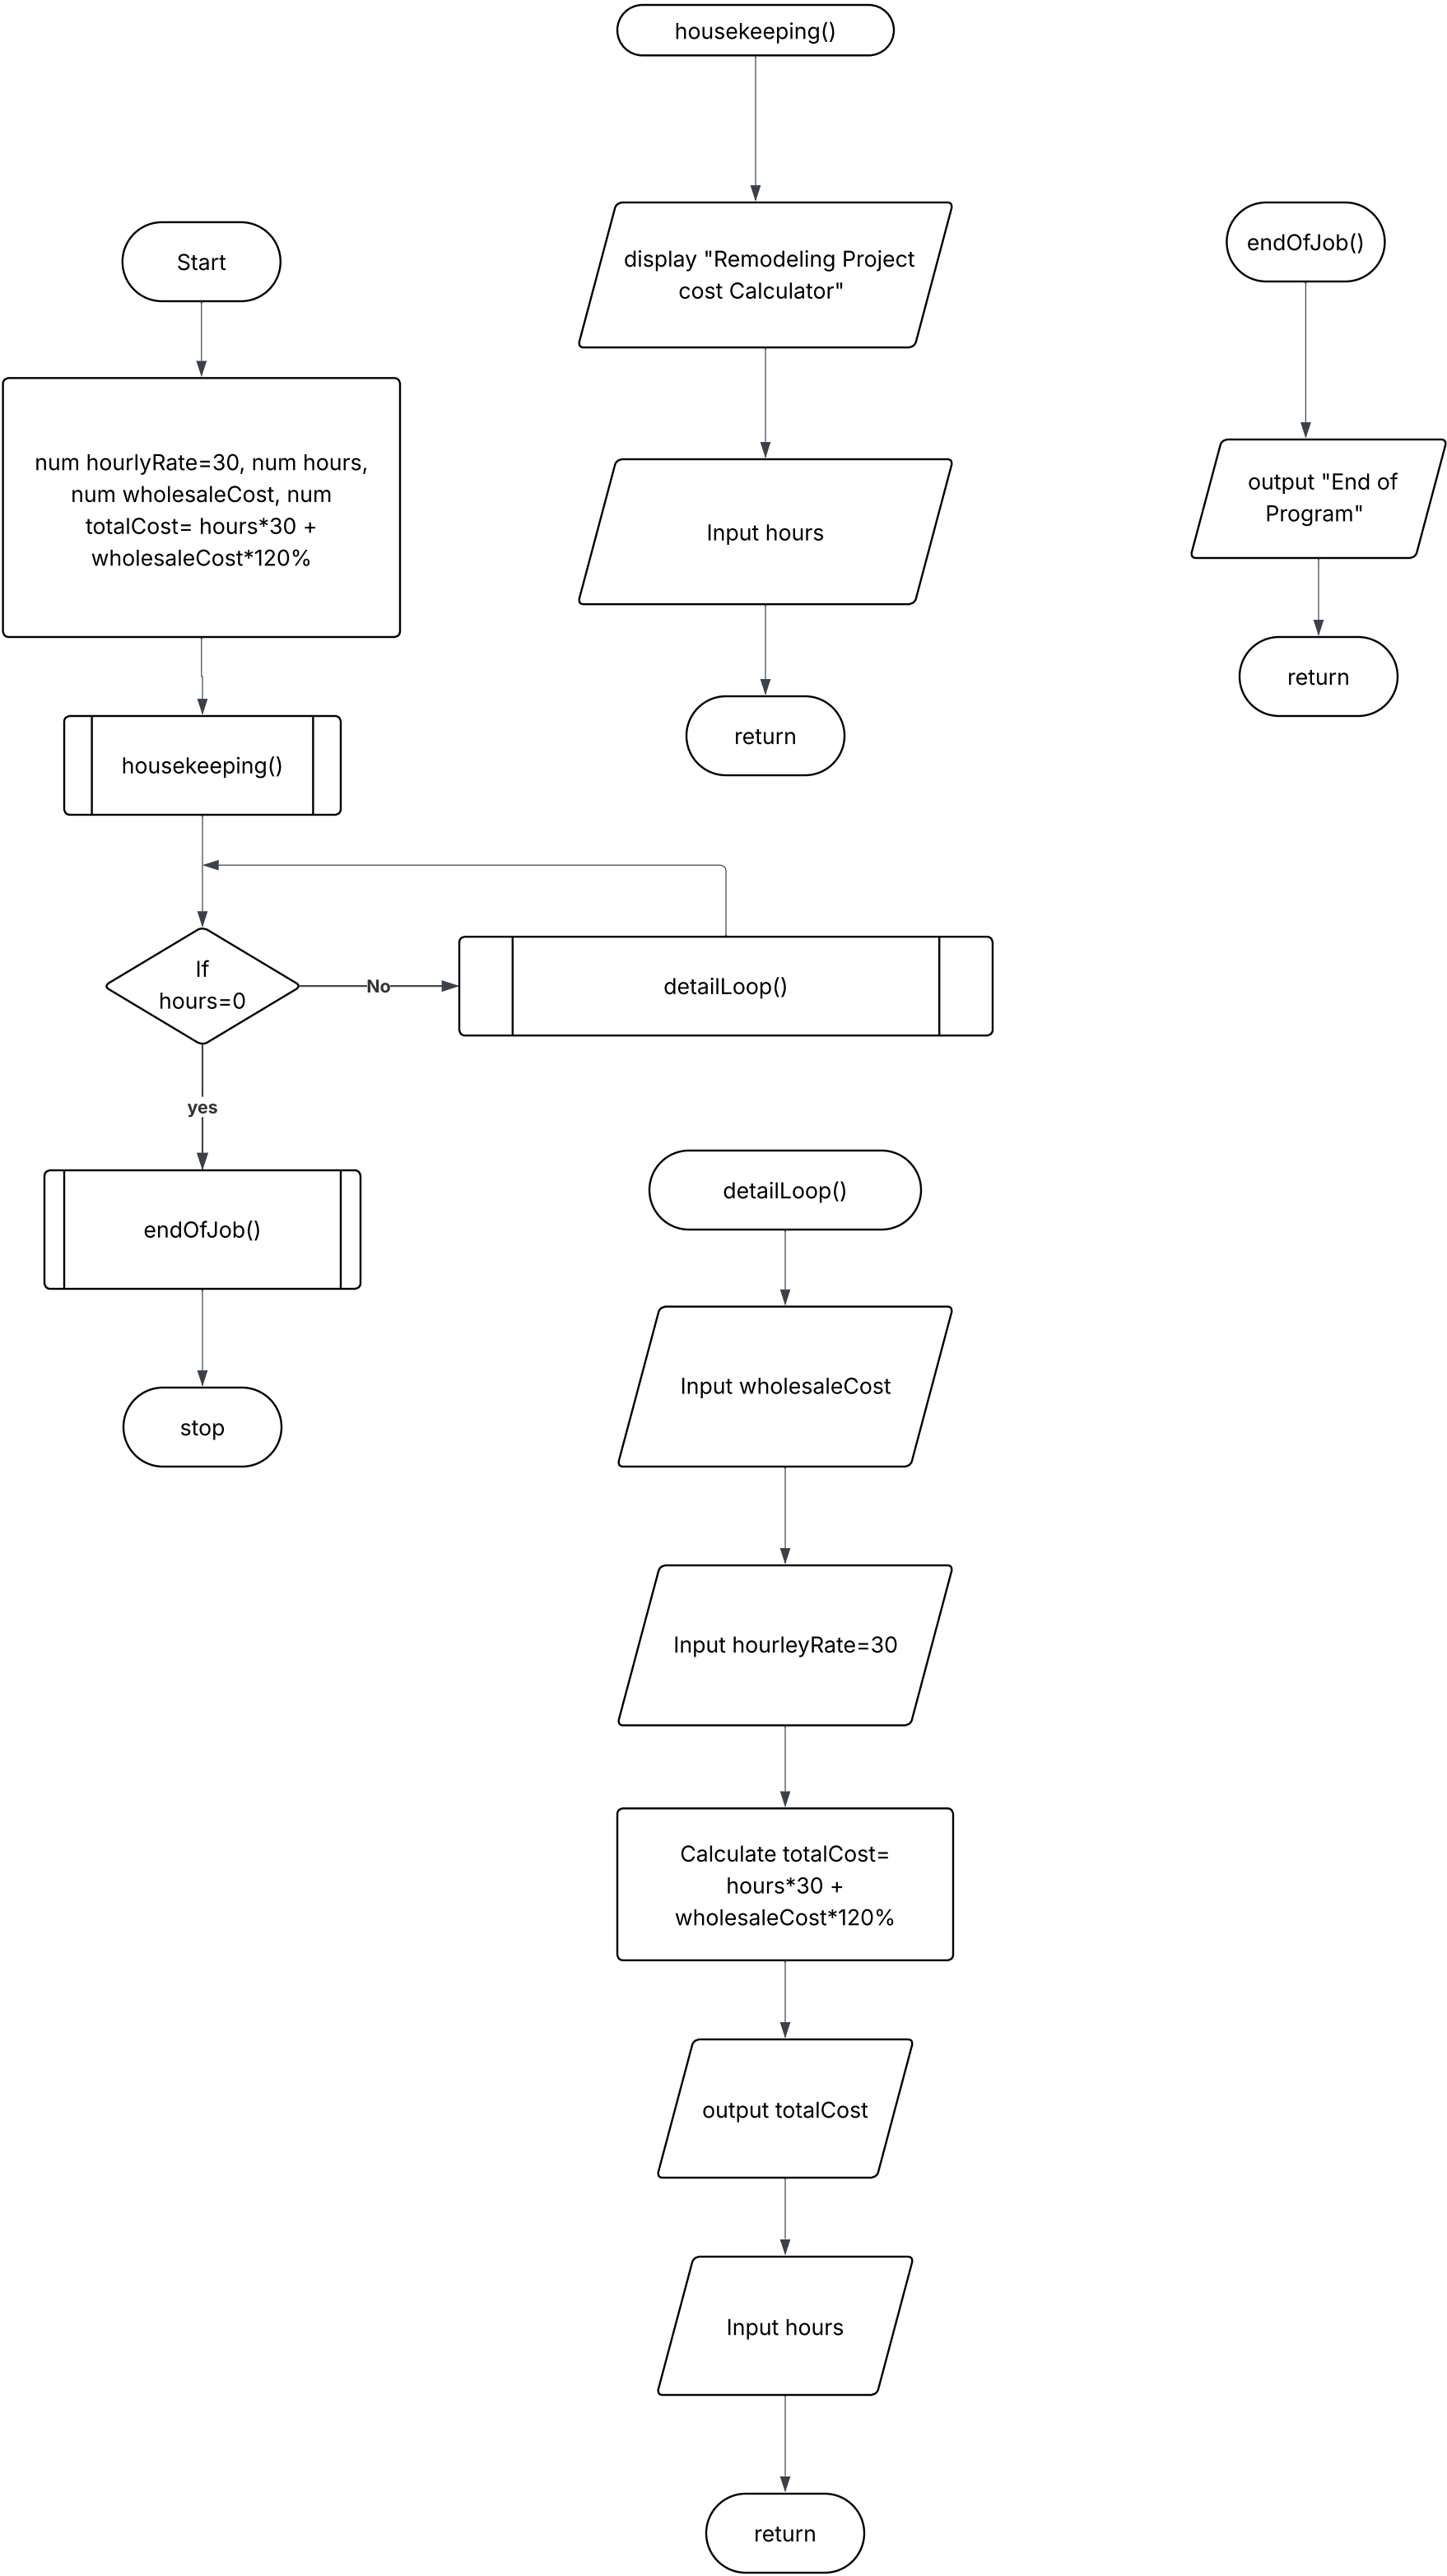 housekeeping()
display "Remodeling Project
cost Calculator"
Input hours
return
endOfJob()
output "End of
Program"
return
Start
num hourlyRate=30, num hours,
num wholesaleCost, num
totalCost= hours*30 +
wholesaleCost*120%
housekeeping()
If
hours=0
No
detailLoop()
yes
endOfJob()
stop
detailLoop()
Input wholesaleCost
Input hourleyRate=30
Calculate totalCost=
hours*30 +
wholesaleCost*120%
output totalCost
Input hours
return